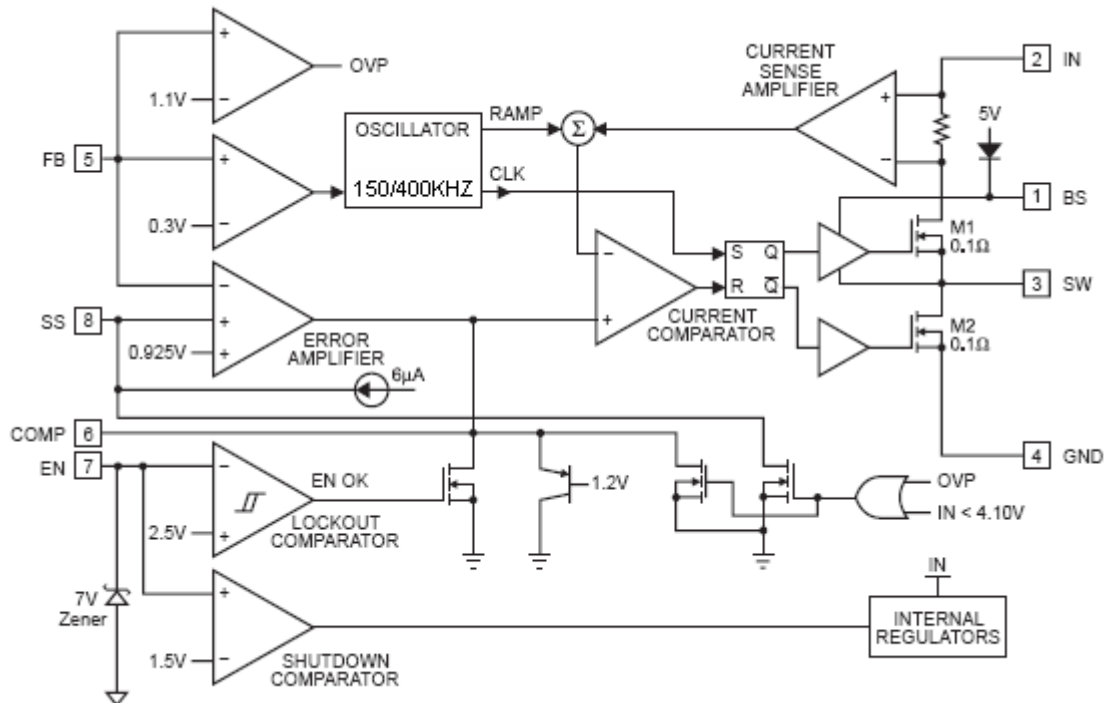 OVP
1.1V
CURRENT
SENSE
AMPLIFIER
2 IN
RAMP
OSCILLATOR
Σ
5V
FB 5
CLK
150/400KHZ
0.3V
1 BS
M1
0.1Ω
S Q
R Q̅
3 SW
SS 8
0.925V
ERROR
AMPLIFIER
CURRENT
COMPARATOR
M2
0.1Ω
6µA
COMP 6
EN 7
4 GND
EN OK
1.2V
OVP
IN < 4.10V
2.5V
LOCKOUT
COMPARATOR
IN
7V
Zener
INTERNAL
REGULATORS
1.5V
SHUTDOWN
COMPARATOR